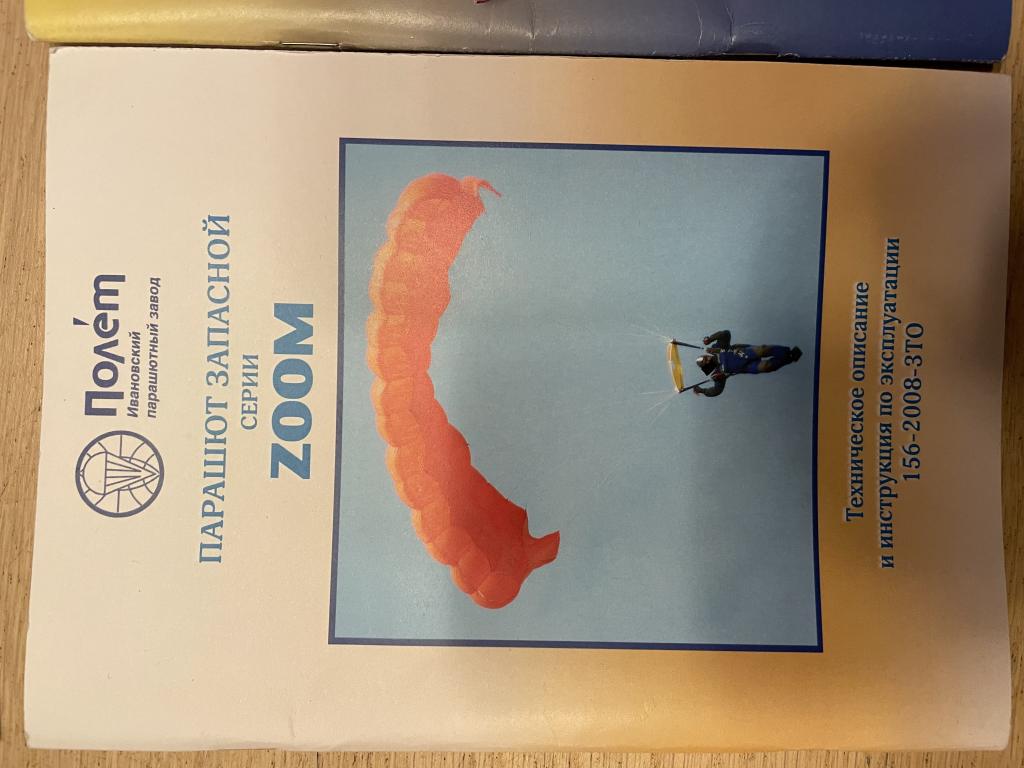 Полёт
Ивановский
парашютный завод
ПАРАШЮТ ЗАПАСНОЙ
СЕРИИ
ZOOM
Техническое описание
и инструкция по эксплуатации
156-2008-3ТО